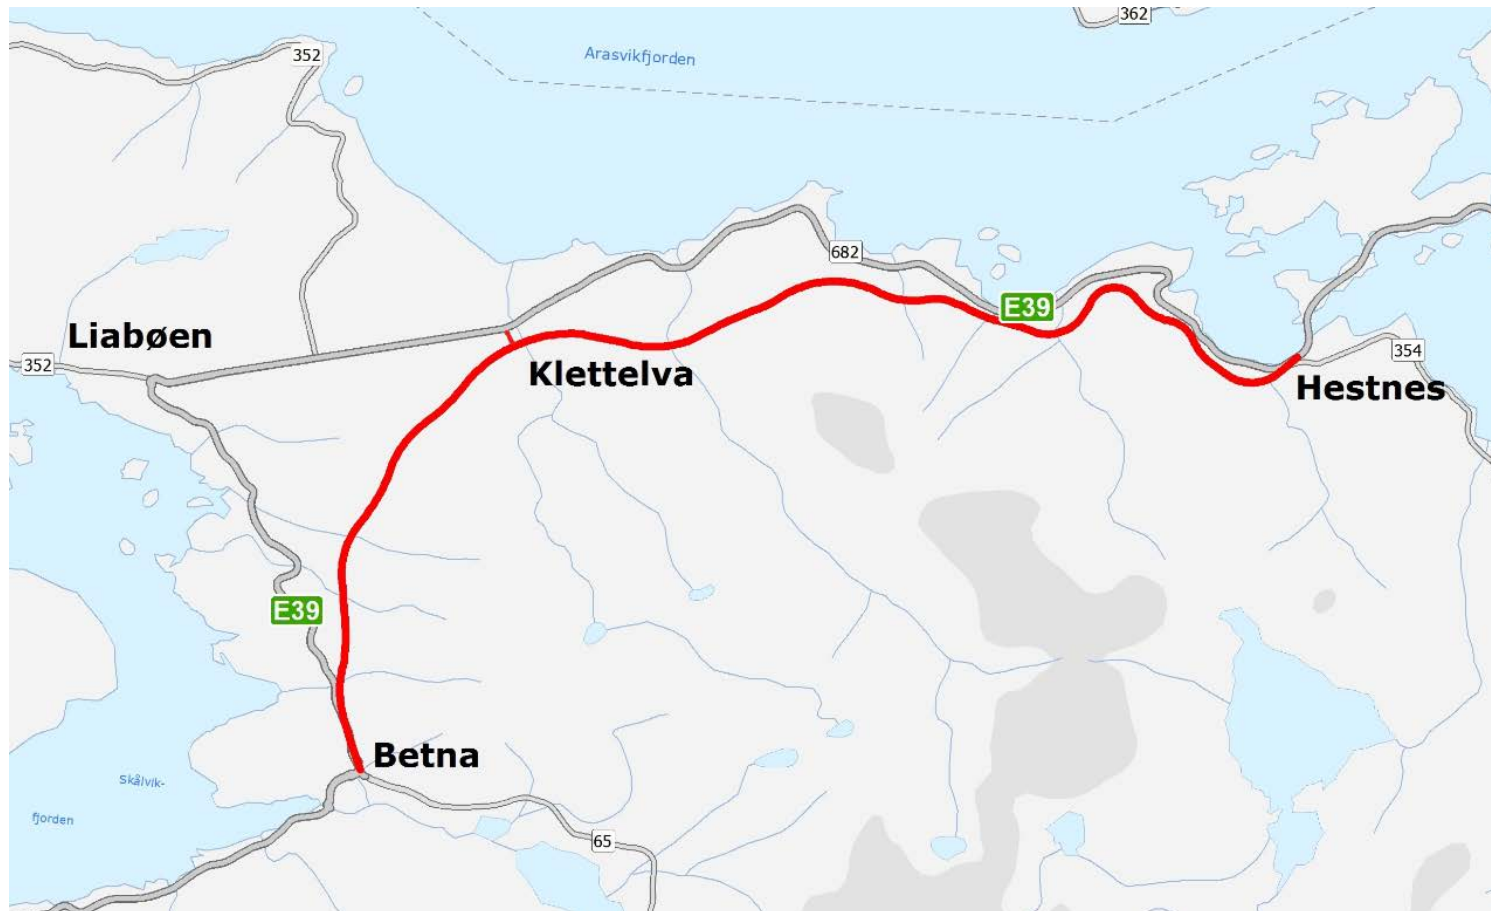 362
352
Arasvikfjorden
682
E39
Liabøen
352
354
Klettelva
Hestnes
E39
Betna
Skålvik-
fjorden
65